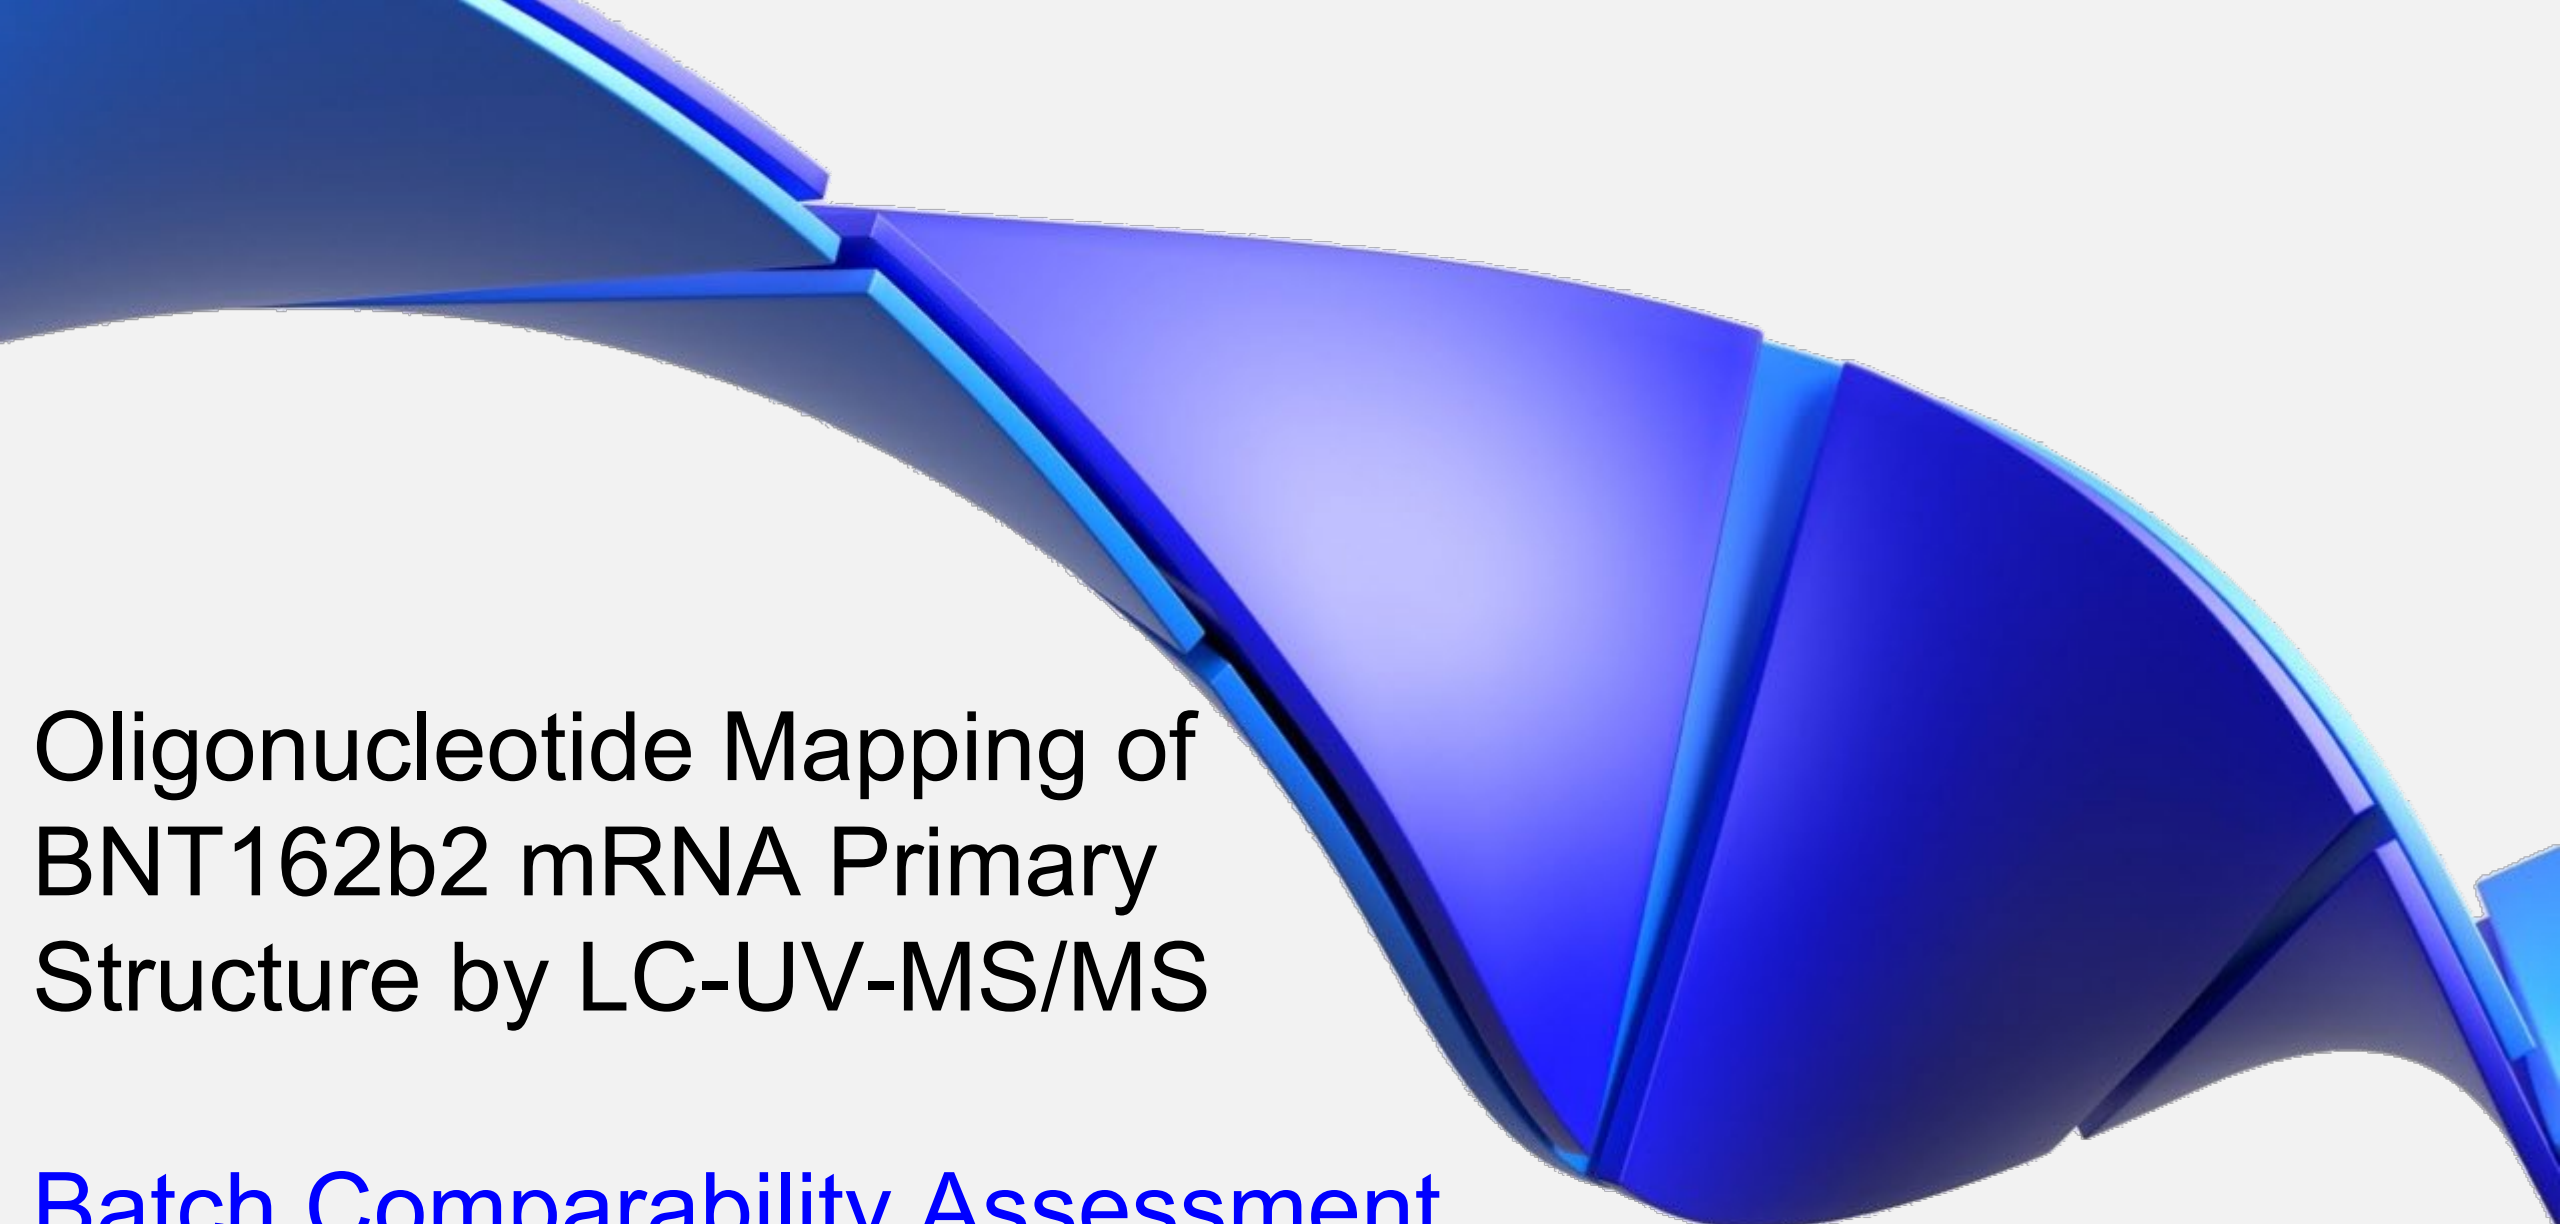 Oligonucleotide Mapping of
BNT162b2 mRNA Primary
Structure by LC-UV-MS/MS
Batch Comparability Assessment